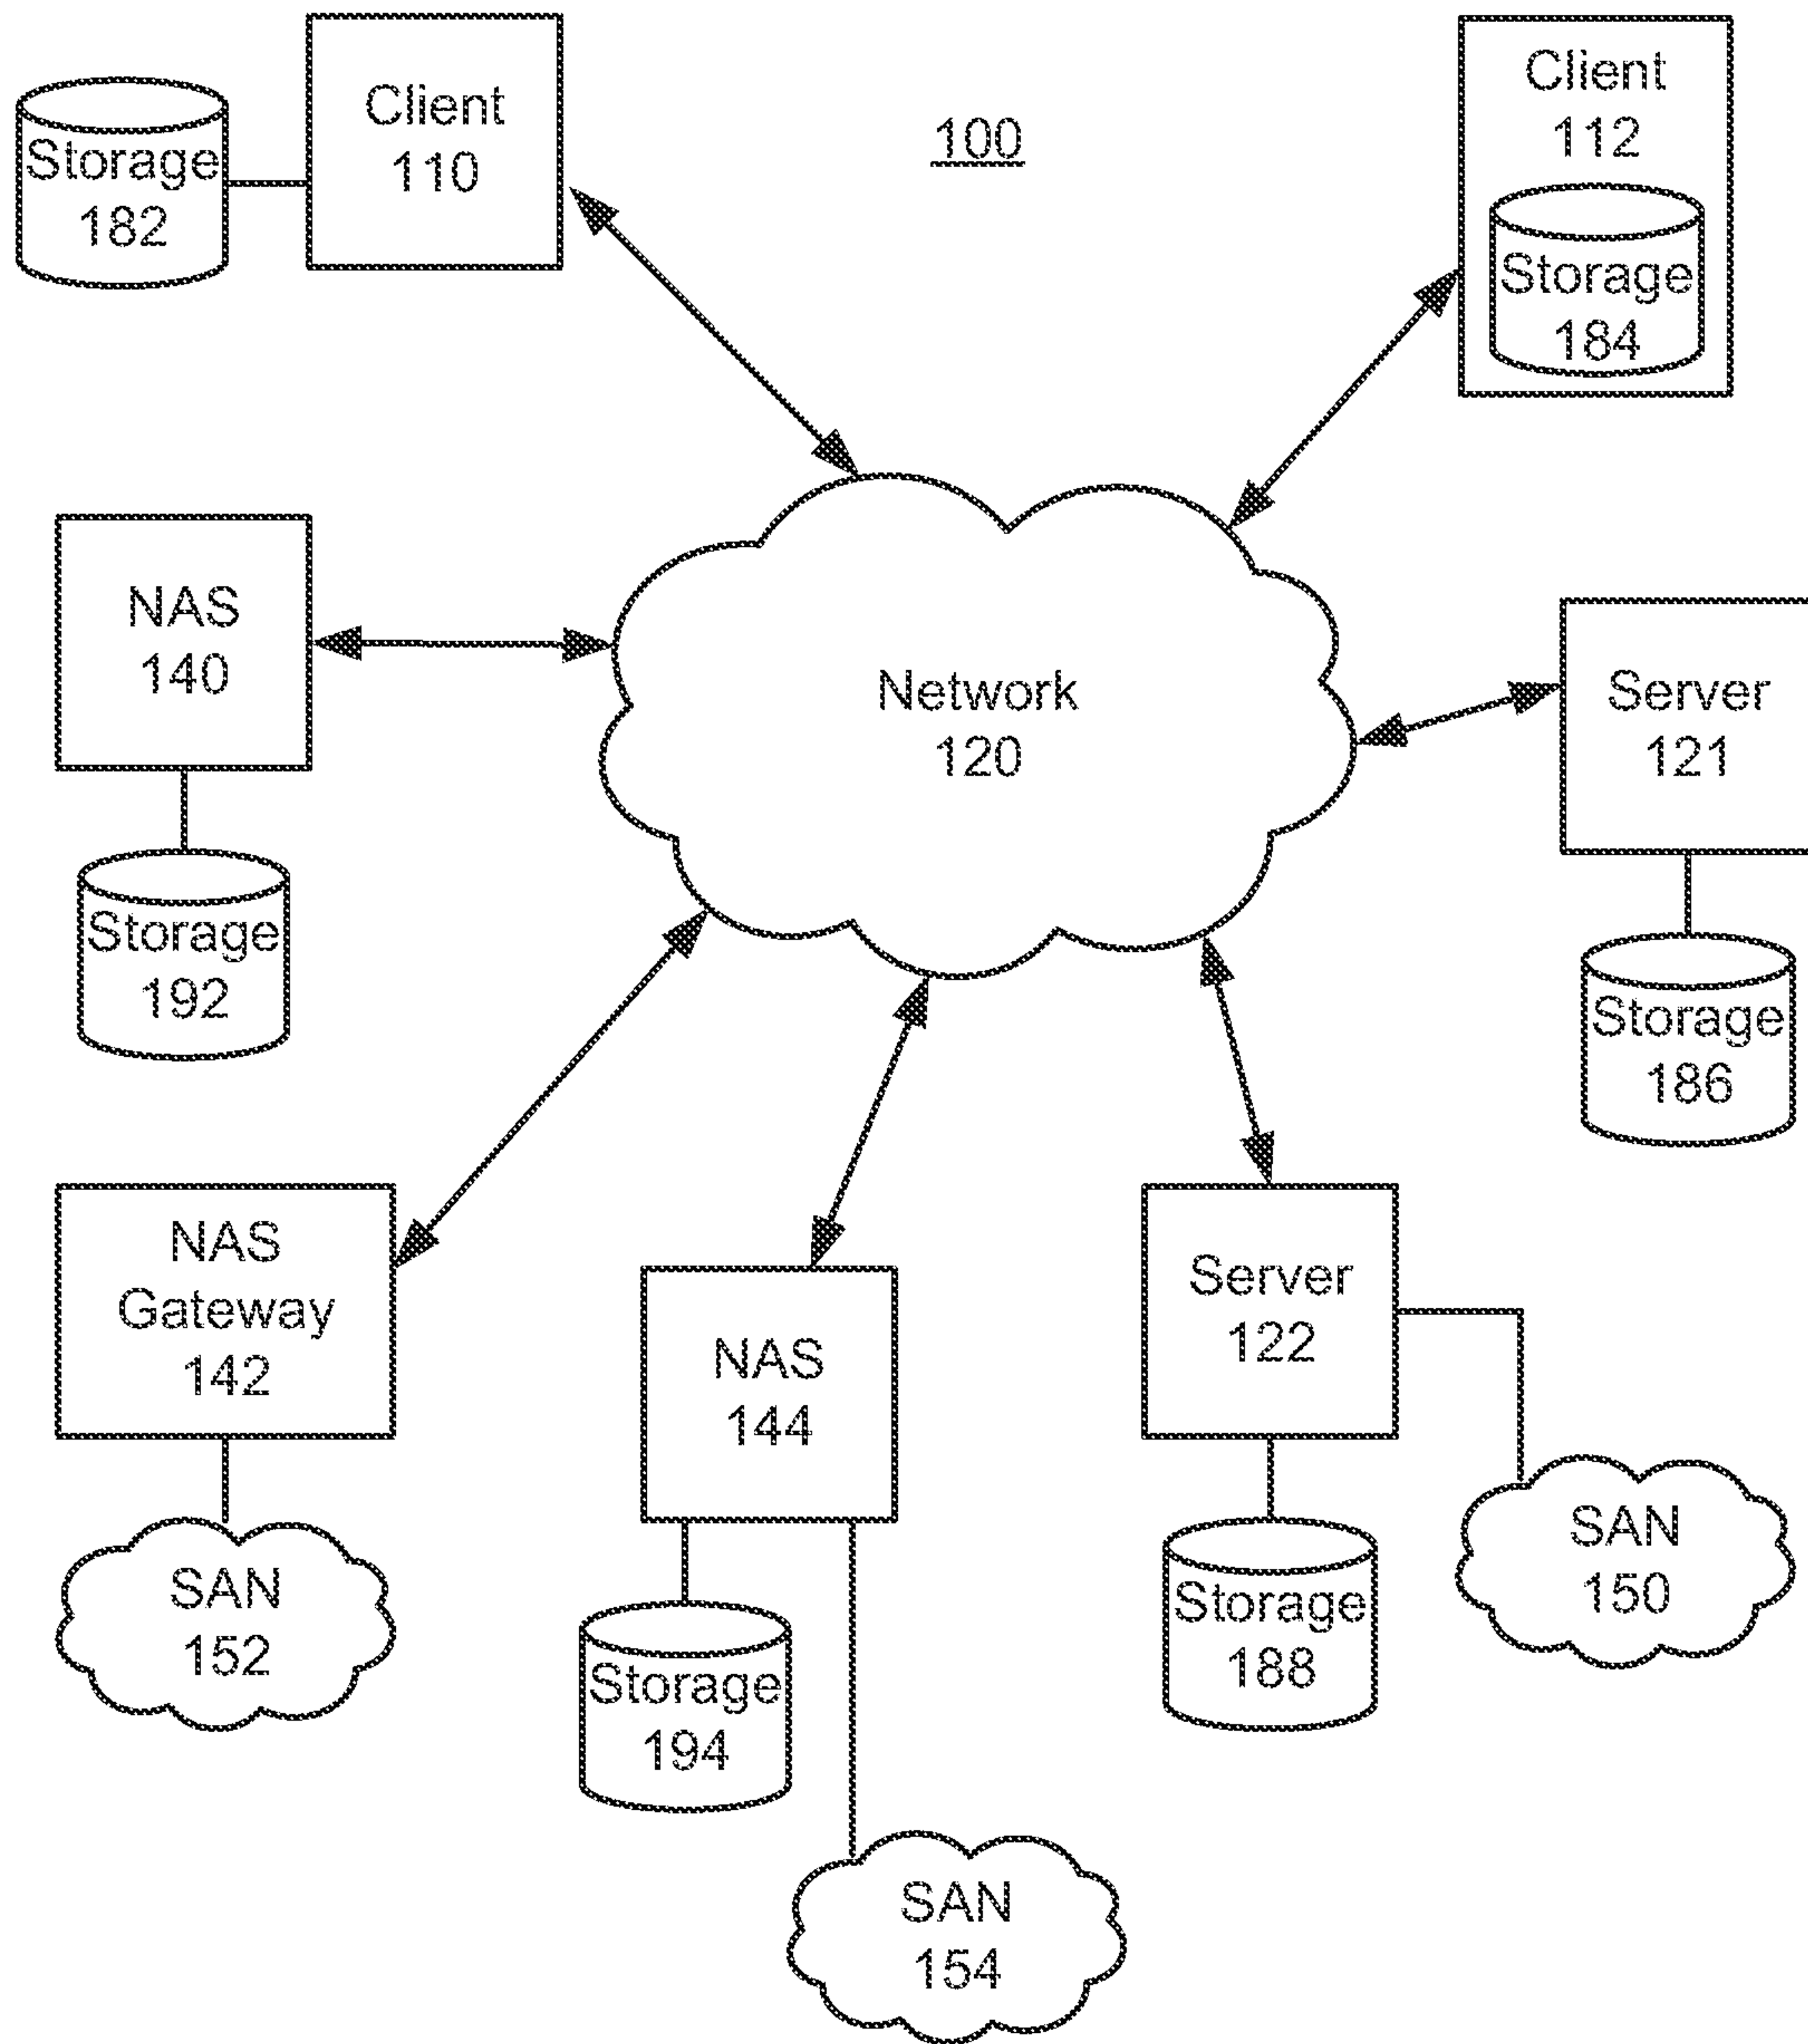 Client
110
Storage
182
100
Client
112
Storage
184
NAS
140
Storage
192
Network
120
Server
121
Storage
186
NAS
Gateway
142
SAN
152
NAS
144
Storage
194
SAN
154
Server
122
Storage
188
SAN
150